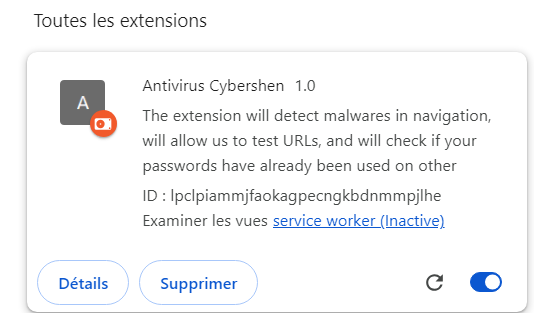 Toutes les extensions
A
Antivirus Cybershen 1.0
The extension will detect malwares in navigation,
will allow us to test URLs, and will check if your
passwords have already been used on other
ID : lpclpiammjfaokagpecngkbdnmmpjlhe
Examiner les vues service worker (Inactive)
Détails
Supprimer